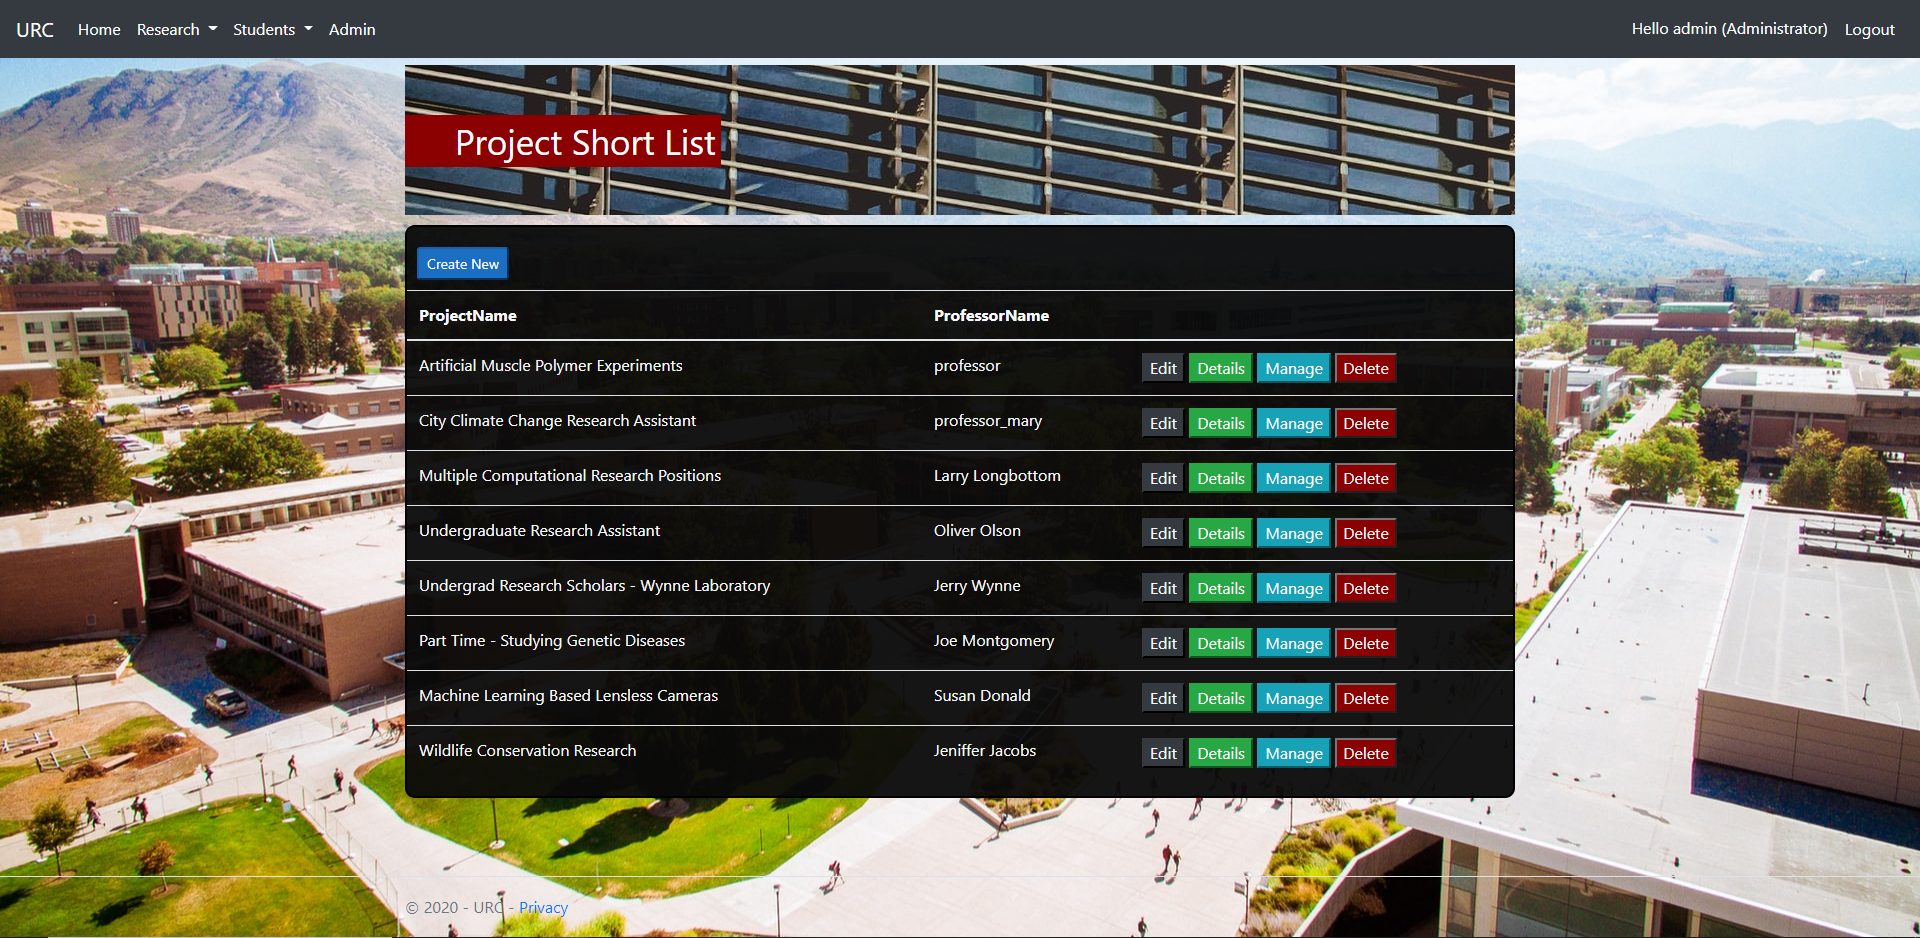 URC Home Research Students Admin Hello admin (Administrator) Logout
Project Short List
Create New
ProjectName ProfessorName
Artificial Muscle Polymer Experiments professor Edit Details Manage Delete
City Climate Change Research Assistant professor_mary Edit Details Manage Delete
Multiple Computational Research Positions Larry Longbottom Edit Details Manage Delete
Undergraduate Research Assistant Oliver Olson Edit Details Manage Delete
Undergrad Research Scholars - Wynne Laboratory Jerry Wynne Edit Details Manage Delete
Part Time - Studying Genetic Diseases Joe Montgomery Edit Details Manage Delete
Machine Learning Based Lensless Cameras Susan Donald Edit Details Manage Delete
Wildlife Conservation Research Jeniffer Jacobs Edit Details Manage Delete
© 2020 - URC - Privacy